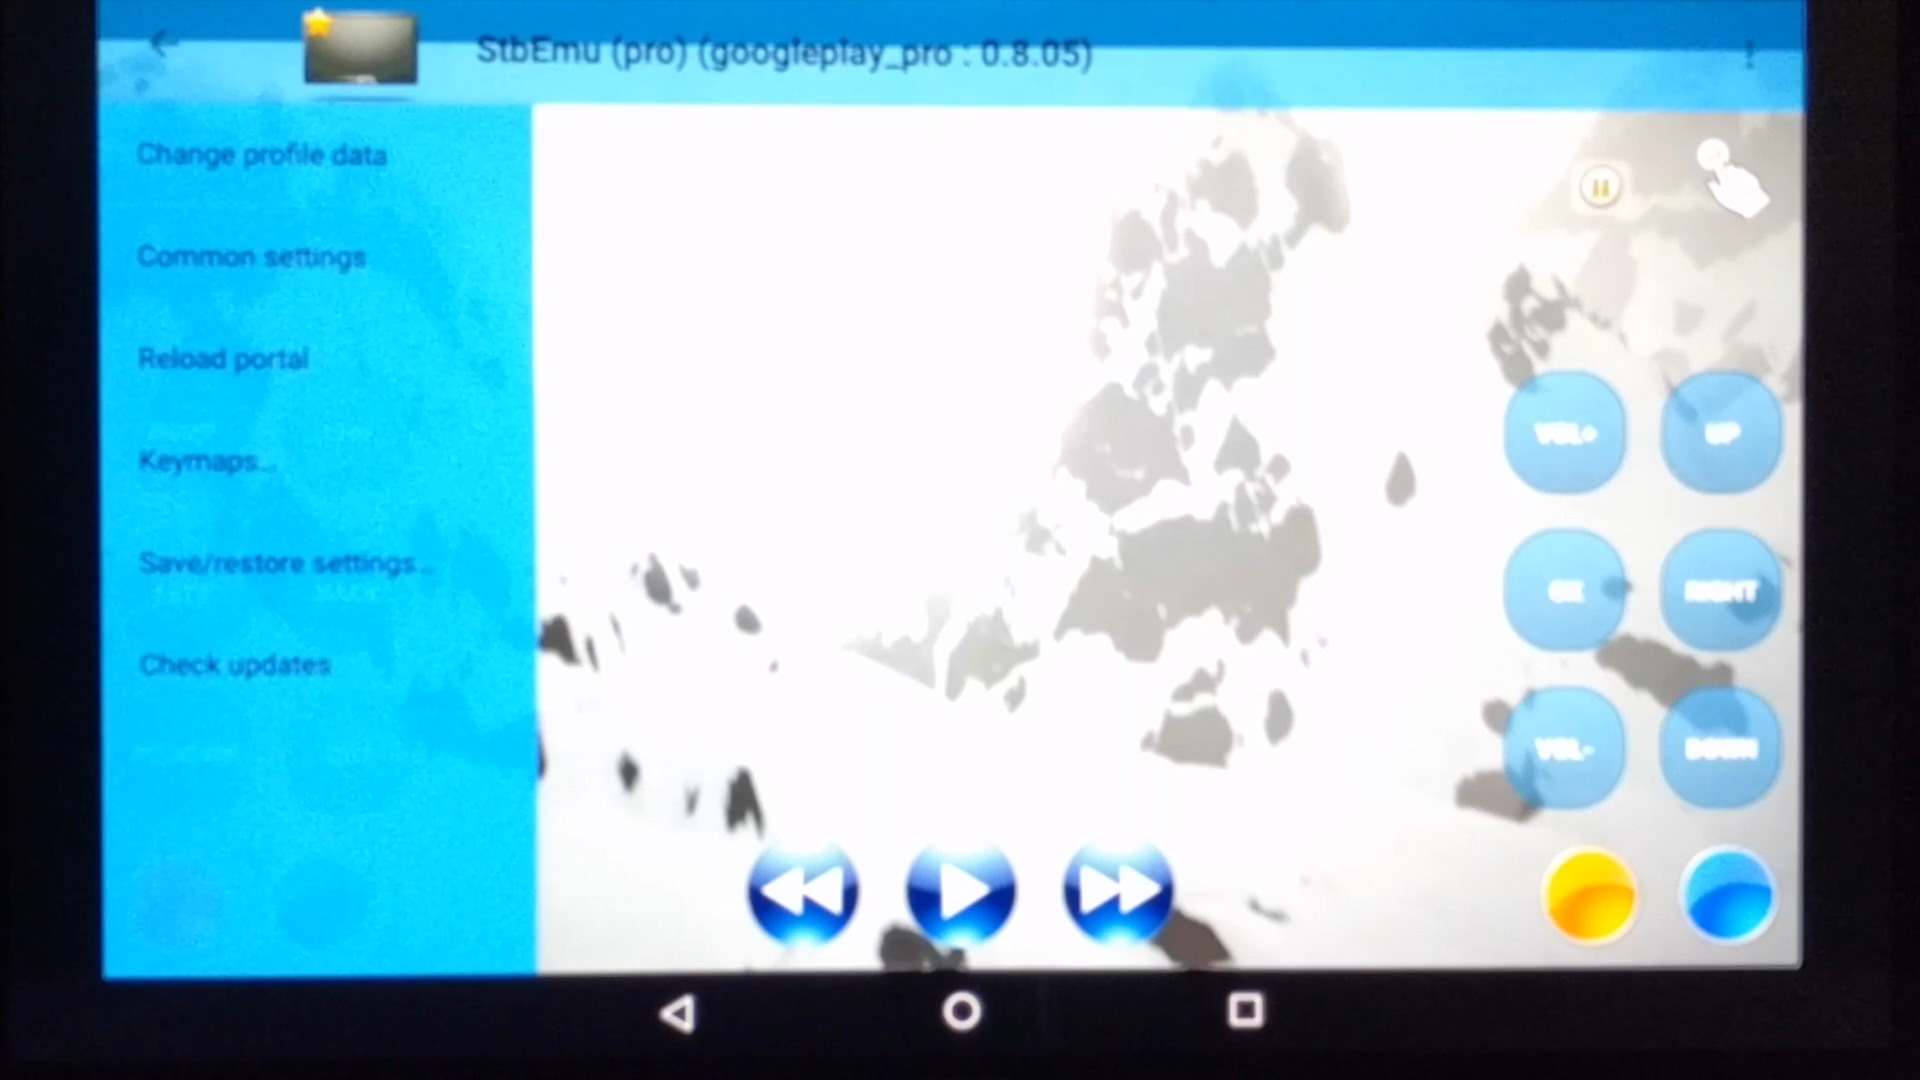 StbEmu (pro) (googleplay_pro : 0.8.05)
Change profile data
Common settings
Reload portal
Keymaps...
Save/restore settings...
Check updates
VOL+
UP
OK
RIGHT
VOL-
DOWN